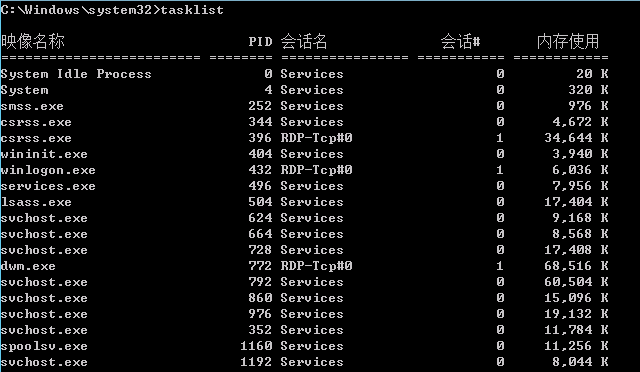 C:\Windows\system32>tasklist
映像名称 PID 会话名 会话# 内存使用
========================= ======== ================ =========== ============
System Idle Process 0 Services 0 20 K
System 4 Services 0 320 K
smss.exe 252 Services 0 976 K
csrss.exe 344 Services 0 4,672 K
csrss.exe 396 RDP-Tcp#0 1 34,644 K
wininit.exe 404 Services 0 3,940 K
winlogon.exe 432 RDP-Tcp#0 1 6,036 K
services.exe 496 Services 0 7,956 K
lsass.exe 504 Services 0 17,404 K
svchost.exe 624 Services 0 9,168 K
svchost.exe 664 Services 0 8,568 K
svchost.exe 728 Services 0 17,408 K
dwm.exe 772 RDP-Tcp#0 1 68,516 K
svchost.exe 792 Services 0 60,504 K
svchost.exe 860 Services 0 15,096 K
svchost.exe 976 Services 0 19,132 K
svchost.exe 352 Services 0 11,784 K
spoolsv.exe 1160 Services 0 11,256 K
svchost.exe 1192 Services 0 8,044 K